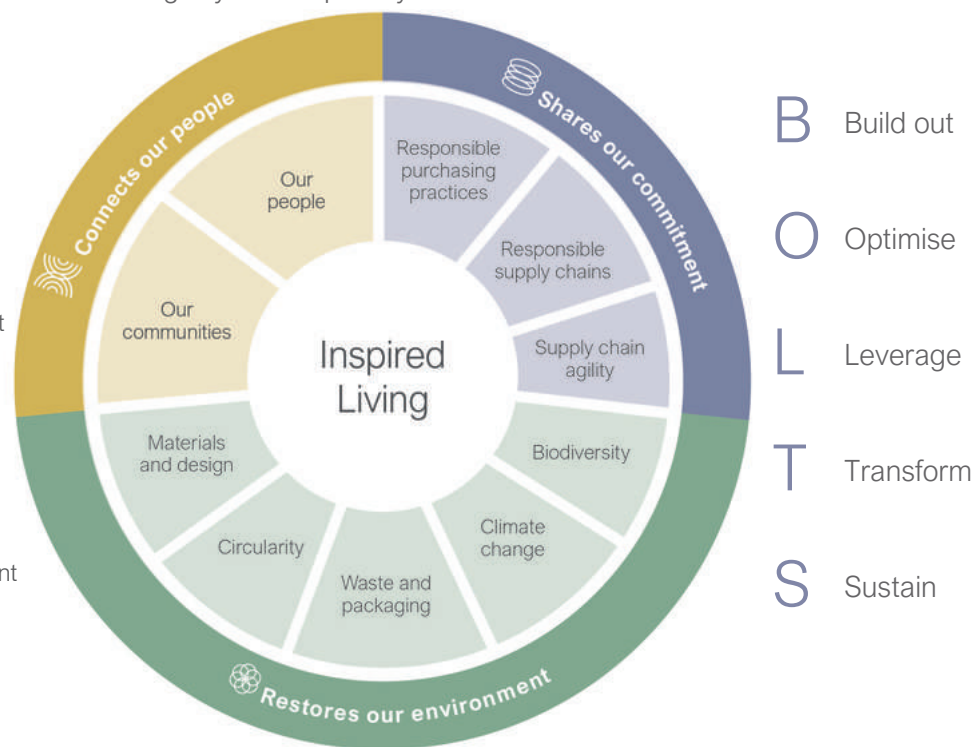 Connects our people
Shares our commitment
Our
people
Responsible
purchasing
practices
Responsible
supply chains
Our
communities
Supply chain
agility
Inspired
Living
Materials
and design
Biodiversity
Circularity
Climate
change
Waste and
packaging
Restores our environment
B Build out
O Optimise
L Leverage
T Transform
S Sustain